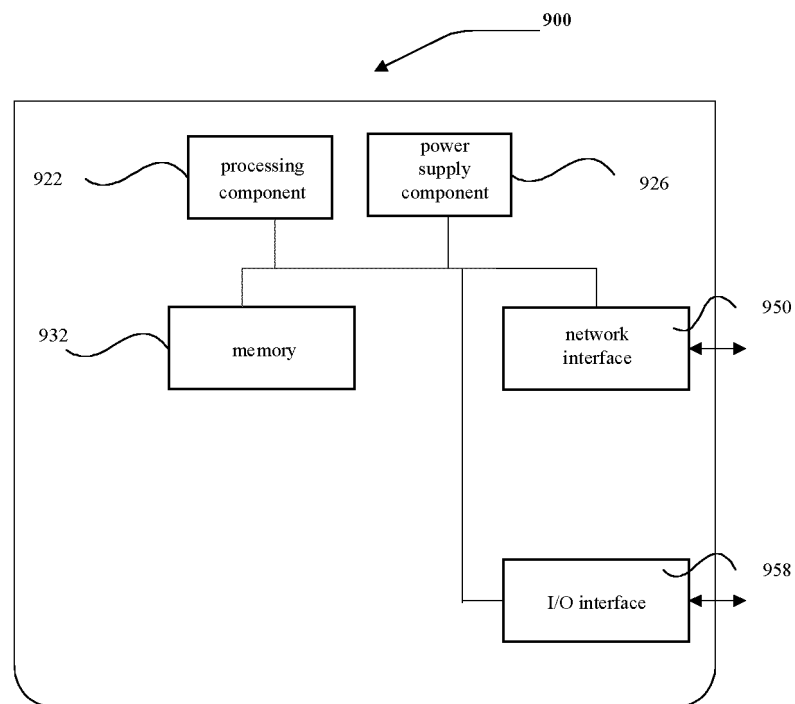 900
processing
component
922
power
supply
component
926
932
memory
network
interface
950
I/O interface
958